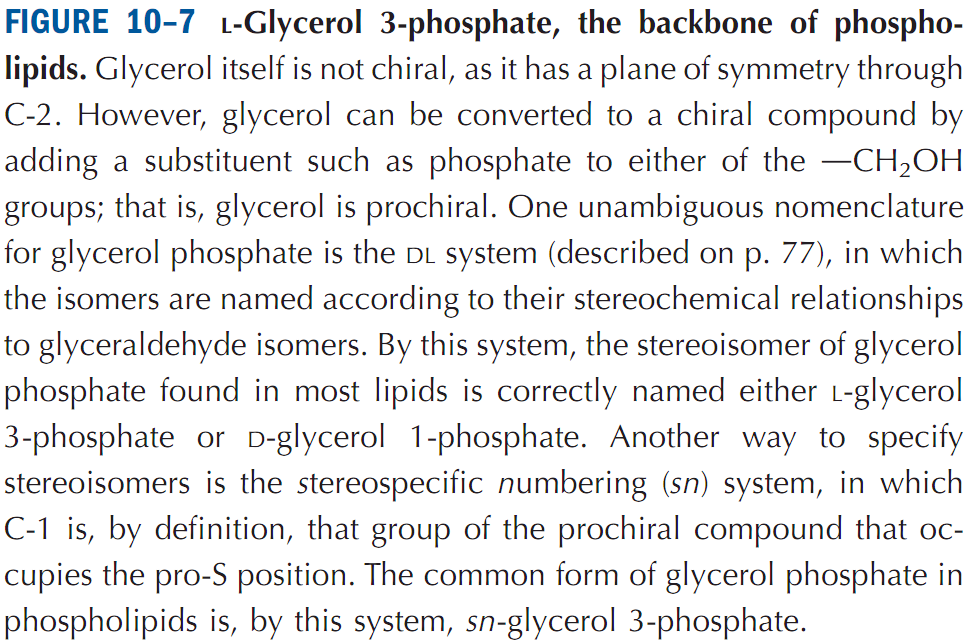 FIGURE 10–7 L-Glycerol 3-phosphate, the backbone of phospho-
lipids. Glycerol itself is not chiral, as it has a plane of symmetry through
C-2. However, glycerol can be converted to a chiral compound by
adding a substituent such as phosphate to either of the —CH₂OH
groups; that is, glycerol is prochiral. One unambiguous nomenclature
for glycerol phosphate is the DL system (described on p. 77), in which
the isomers are named according to their stereochemical relationships
to glyceraldehyde isomers. By this system, the stereoisomer of glycerol
phosphate found in most lipids is correctly named either L-glycerol
3-phosphate or D-glycerol 1-phosphate. Another way to specify
stereoisomers is the stereospecific numbering (sn) system, in which
C-1 is, by definition, that group of the prochiral compound that oc-
cupies the pro-S position. The common form of glycerol phosphate in
phospholipids is, by this system, sn-glycerol 3-phosphate.